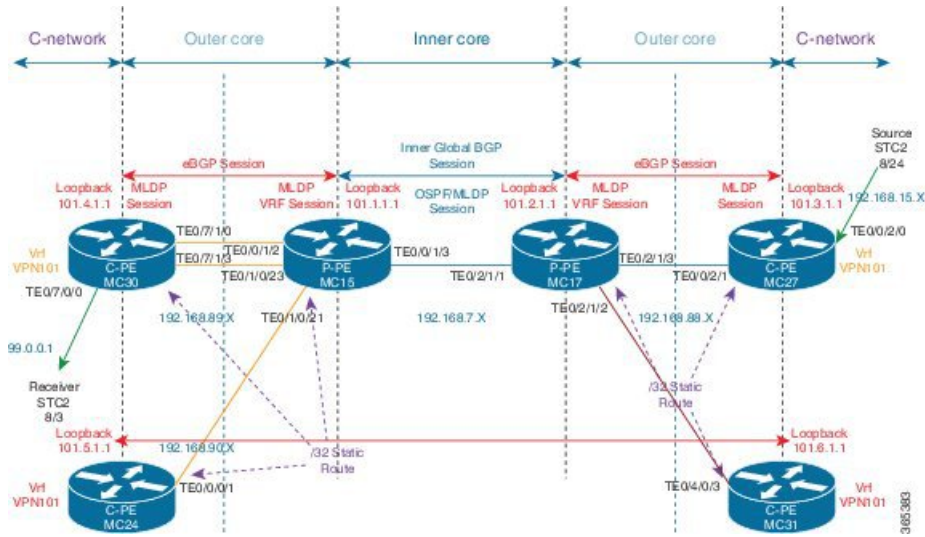 C-network
Outer core
Inner core
Outer core
C-network
Source
STC2
8/24
eBGP Session
Inner Global BGP
Session
eBGP Session
Loopback
101.4.1.1
MLDP
Session
MLDP
VRF Session
Loopback
101.1.1.1
OSPF/MLDP
Session
Loopback
101.2.1.1
MLDP
VRF Session
MLDP
Session
Loopback
101.3.1.1
192.168.15.X
TE0/7/1/0
TE0/0/1/2
TE0/0/1/3
TE0/2/1/3
TE0/0/2/0
Vrf
VPN101
C-PE
MC30
TE0/7/1/3
TE0/1/0/23
P-PE
MC15
TE0/2/1/1
P-PE
MC17
TE0/0/2/1
C-PE
MC27
Vrf
VPN101
TE0/7/0/0
192.168.89.X
TE0/1/0/21
192.168.7.X
TE0/2/1/2
192.168.88.X
99.0.0.1
Receiver
STC2
8/3
/32 Static
Route
Loopback
101.5.1.1
192.168.90.X
/32 Static
Route
Loopback
101.6.1.1
Vrf
VPN101
C-PE
MC24
TE0/0/0/1
TE0/4/0/3
C-PE
MC31
Vrf
VPN101
365383